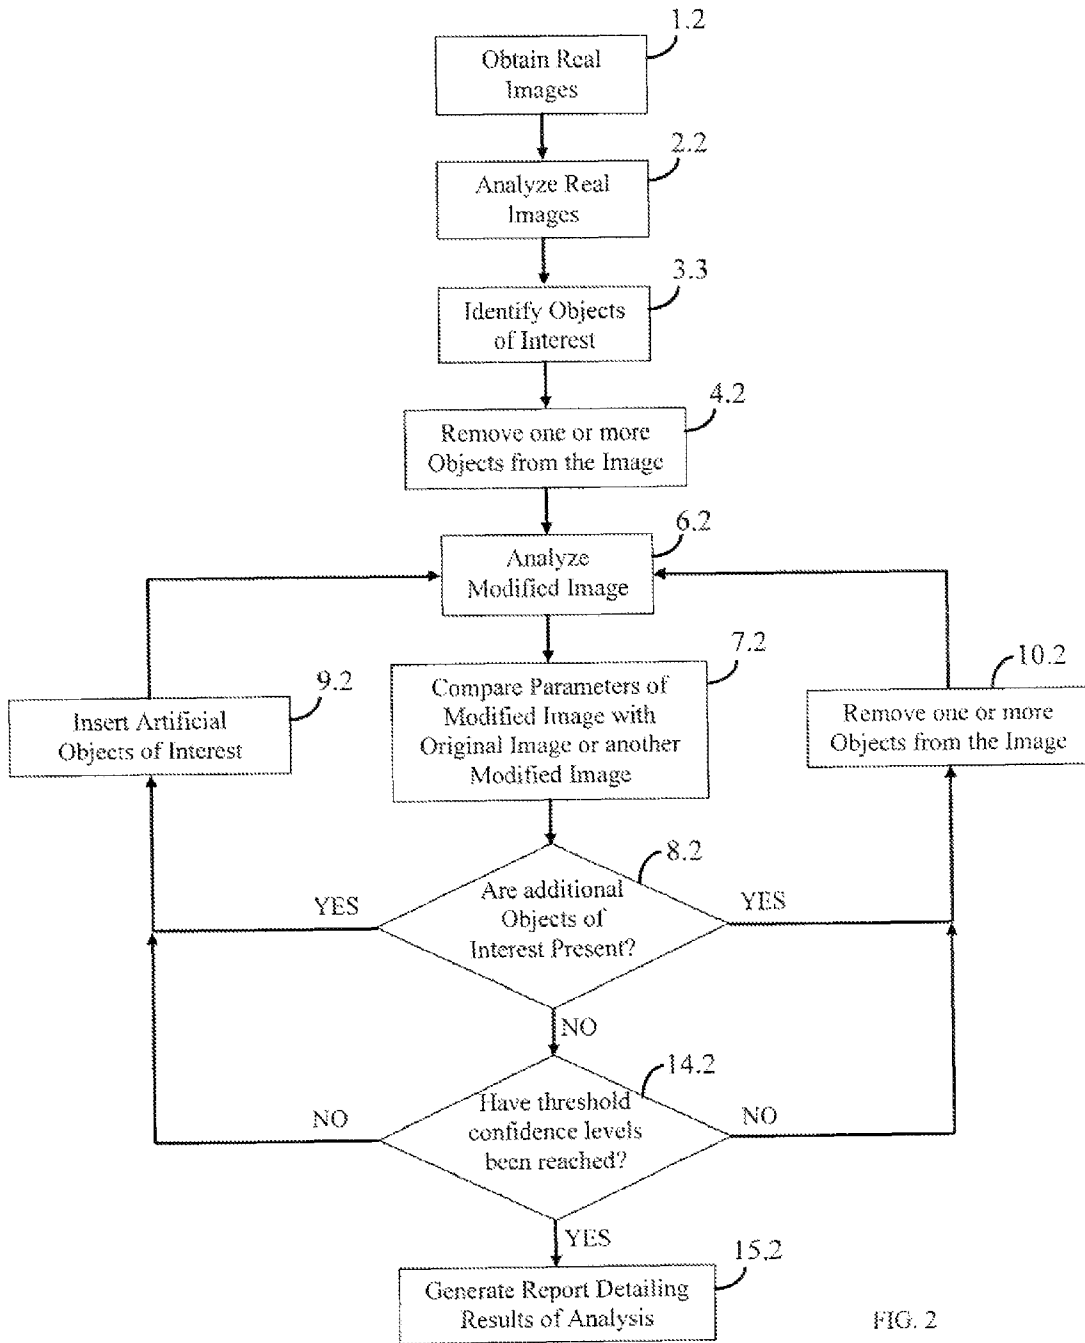 1.2
Obtain Real
Images
2.2
Analyze Real
Images
3.3
Identify Objects
of Interest
4.2
Remove one or more
Objects from the Image
6.2
Analyze
Modified Image
7.2
Compare Parameters of
Modified Image with
Original Image or another
Modified Image
9.2
Insert Artificial
Objects of Interest
10.2
Remove one or more
Objects from the Image
8.2
Are additional
Objects of
Interest Present?
YES
YES
NO
14.2
Have threshold
confidence levels
been reached?
NO
NO
YES
15.2
Generate Report Detailing
Results of Analysis
FIG. 2